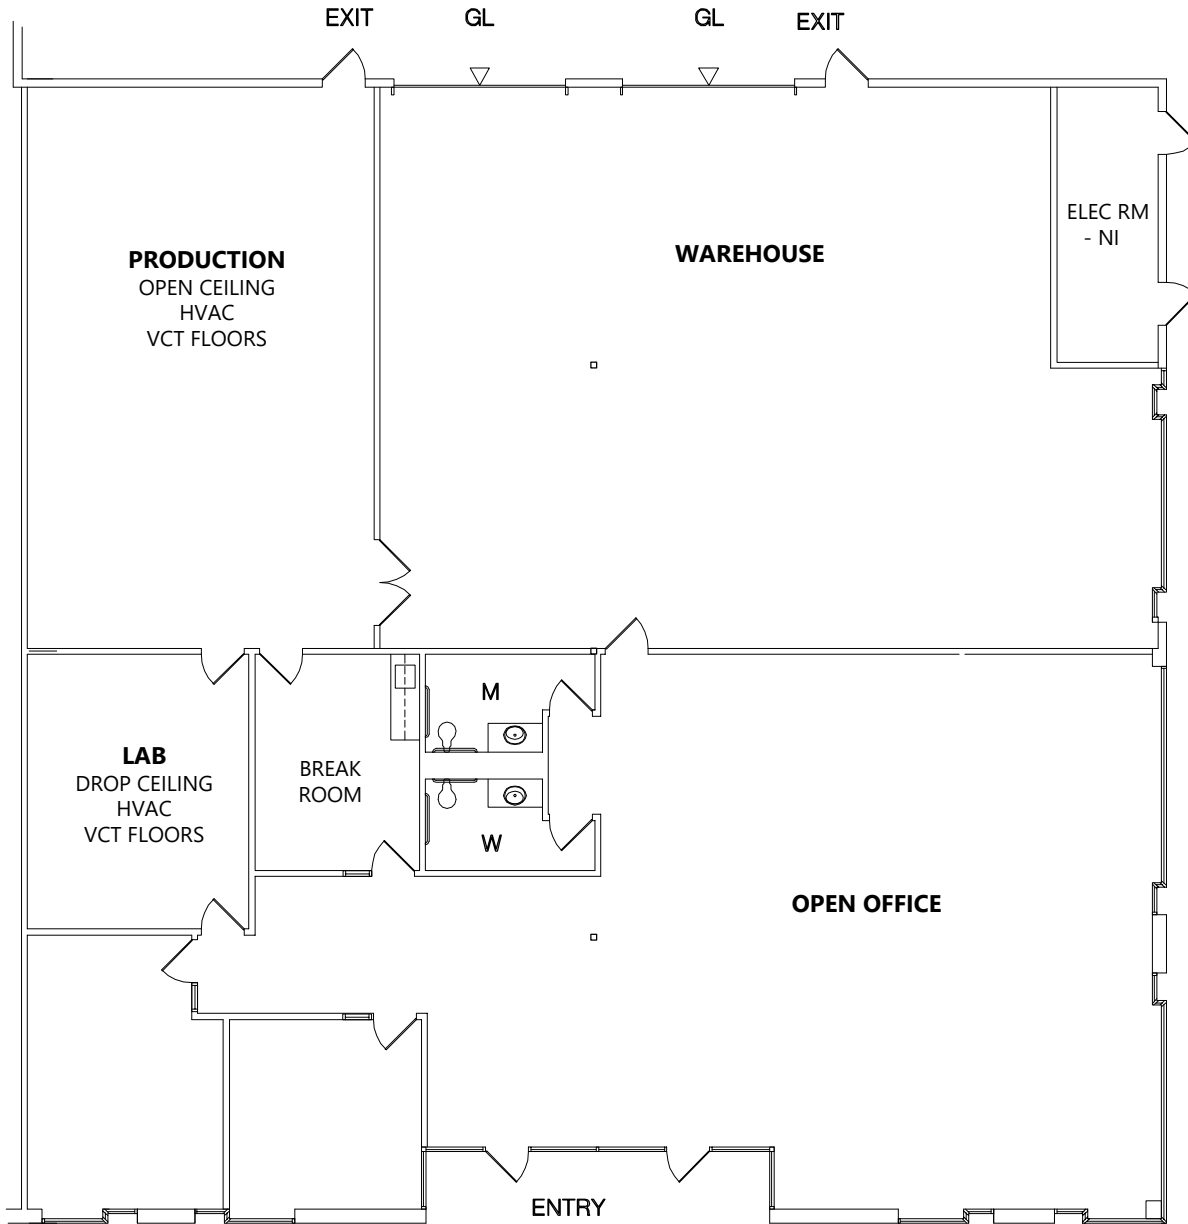 EXIT
GL
GL
EXIT
ELEC RM
- NI
WAREHOUSE
PRODUCTION
OPEN CEILING
HVAC
VCT FLOORS
M
LAB
DROP CEILING
HVAC
VCT FLOORS
BREAK
ROOM
W
OPEN OFFICE
ENTRY